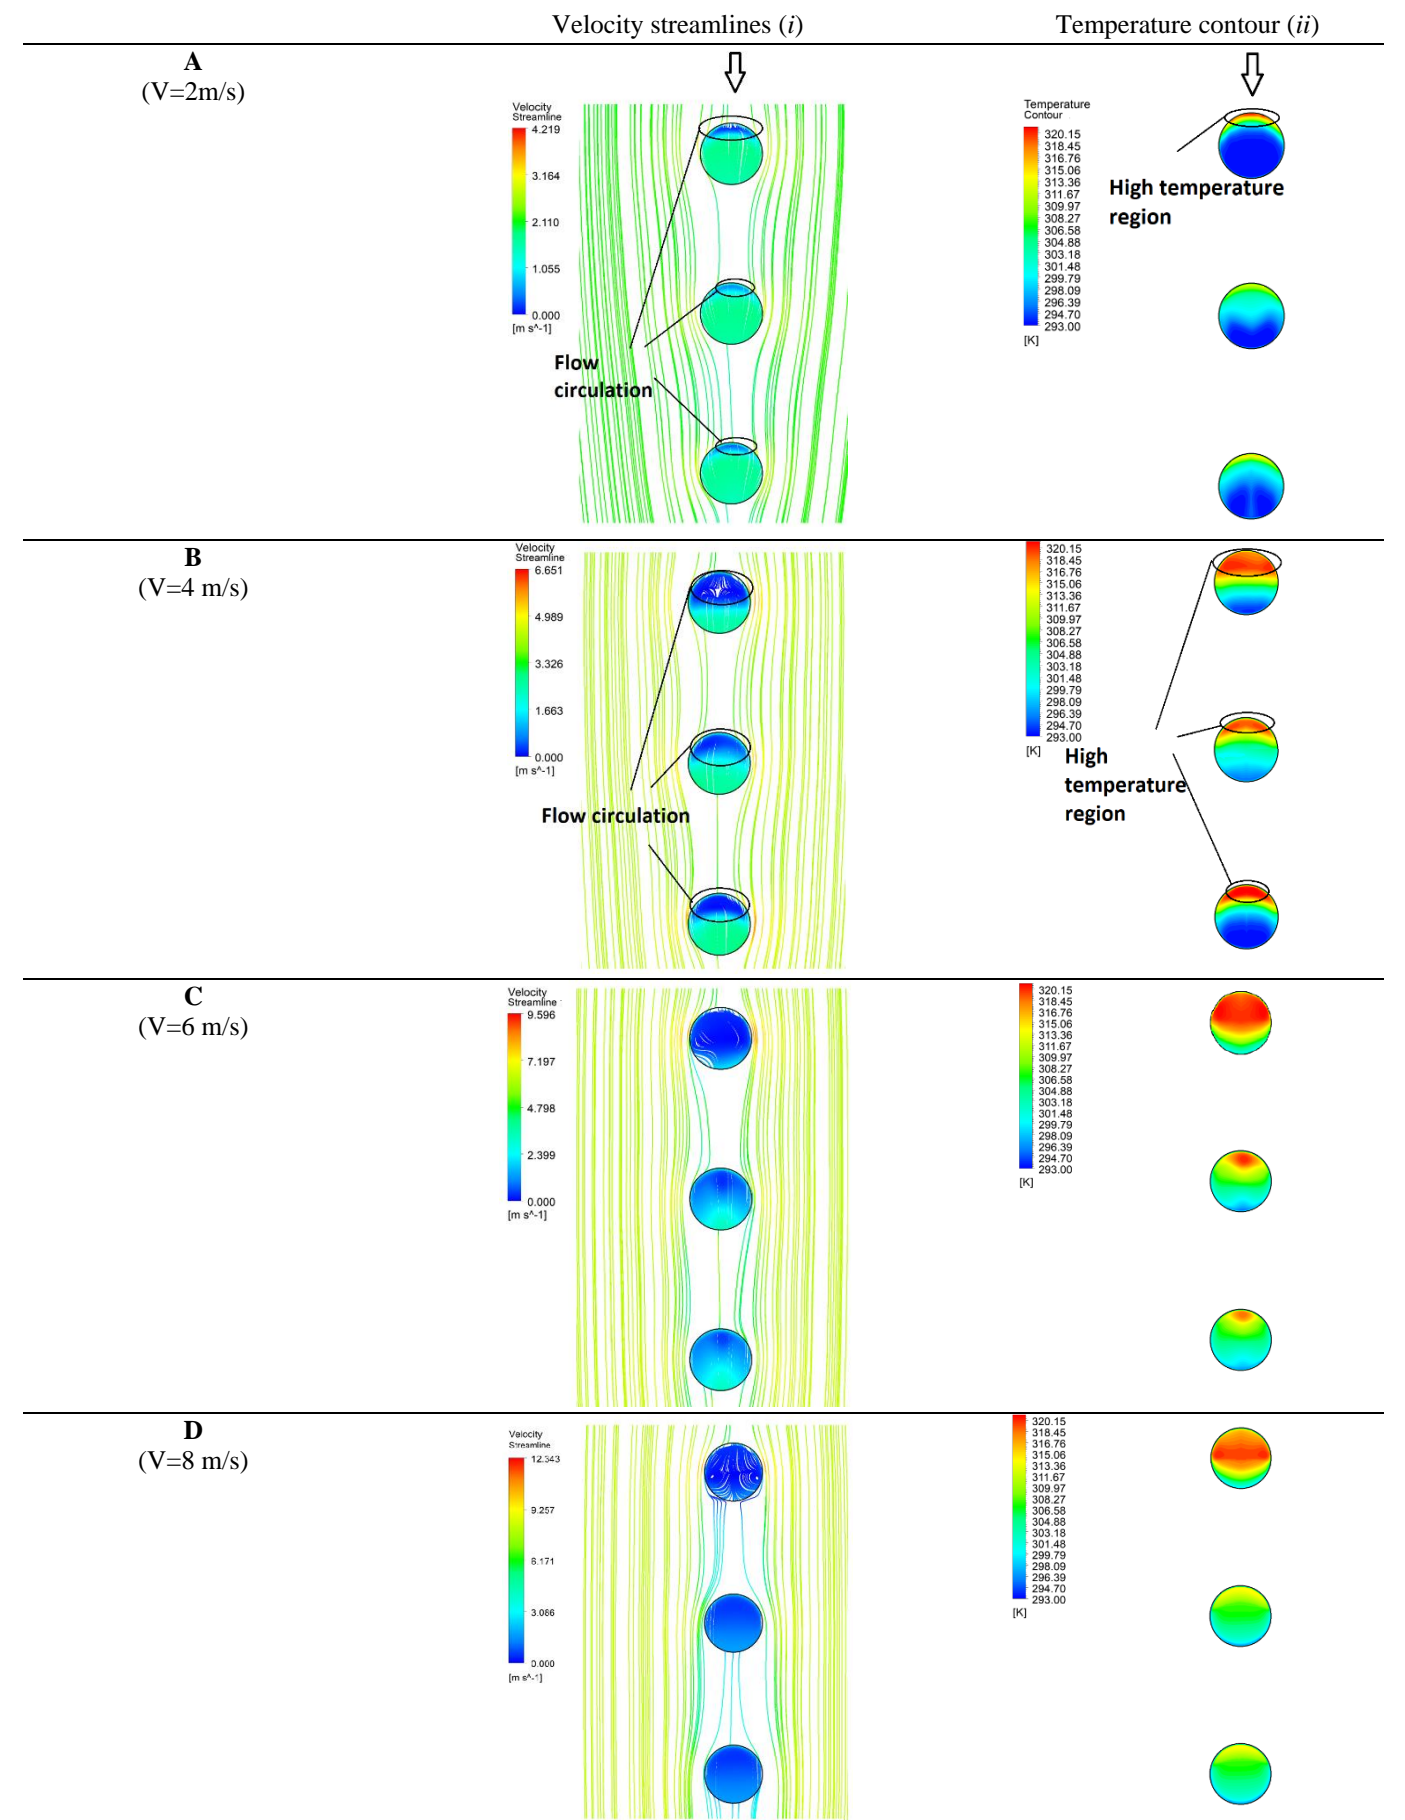 Velocity streamlines (i)
Temperature contour (ii)
A
(V=2m/s)
Velocity
Streamline
4.219
3.164
2.110
1.055
0.000
[m s^-1]
Flow
circulation
Temperature
Contour
320.15
318.45
316.76
315.06
313.36
311.67
309.97
308.27
306.58
304.88
303.18
301.48
299.79
298.09
296.39
294.70
293.00
[K]
High temperature
region
B
(V=4 m/s)
Velocity
Streamline
6.651
4.989
3.326
1.663
0.000
[m s^-1]
Flow circulation
320.15
318.45
316.76
315.06
313.36
311.67
309.97
308.27
306.58
304.88
303.18
301.48
299.79
298.09
296.39
294.70
293.00
[K]
High
temperature
region
C
(V=6 m/s)
Velocity
Streamline
9.596
7.197
4.798
2.399
0.000
[m s^-1]
320.15
318.45
316.76
315.06
313.36
311.67
309.97
308.27
306.58
304.88
303.18
301.48
299.79
298.09
296.39
294.70
293.00
[K]
D
(V=8 m/s)
Velocity
Streamline
12.343
9.257
6.171
3.086
0.000
[m s^-1]
320.15
318.45
316.76
315.06
313.36
311.67
309.97
308.27
306.58
304.88
303.18
301.48
299.79
298.09
296.39
294.70
293.00
[K]